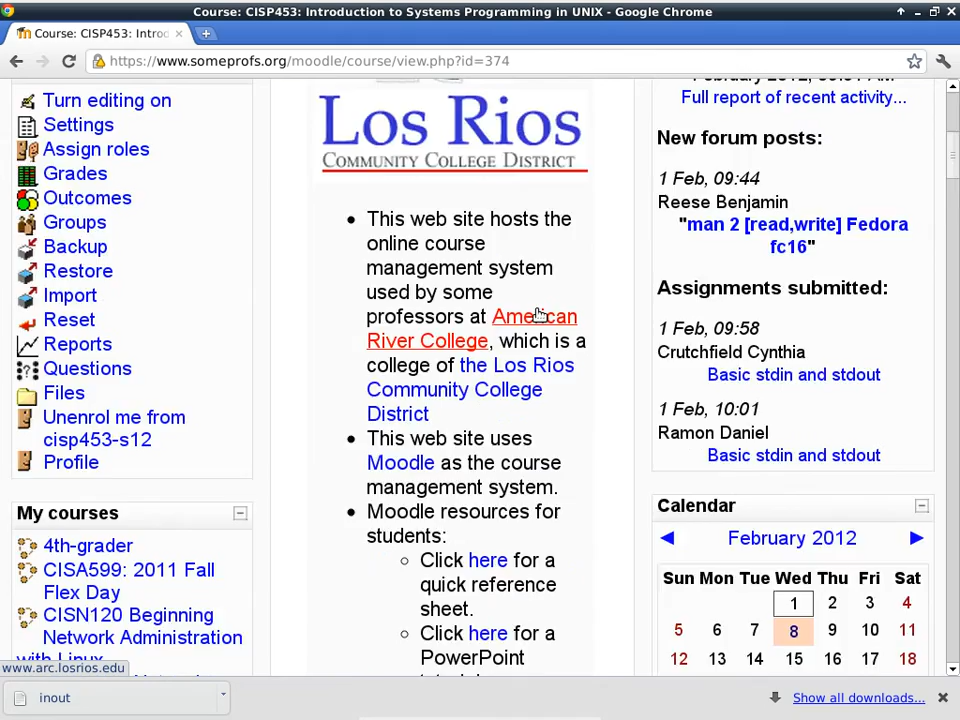 Course: CISP453: Introduction to Systems Programming in UNIX - Google Chrome
Course: CISP453: Introd
https://www.someprofs.org/moodle/course/view.php?id=374
Turn editing on
Settings
Assign roles
Grades
Outcomes
Groups
Backup
Restore
Import
Reset
Reports
Questions
Files
Unenrol me from
cisp453-s12
Profile
My courses
4th-grader
CISA599: 2011 Fall
Flex Day
CISN120 Beginning
Network Administration
with Linux
www.arc.losrios.edu
Los Rios
COMMUNITY COLLEGE DISTRICT
• This web site hosts the
online course
management system
used by some
professors at American
River College, which is a
college of the Los Rios
Community College
District
• This web site uses
Moodle as the course
management system.
• Moodle resources for
students:
Click here for a
quick reference
sheet.
Click here for a
PowerPoint
Full report of recent activity...
New forum posts:
1 Feb, 09:44
Reese Benjamin
"man 2 [read,write] Fedora
fc16"
Assignments submitted:
1 Feb, 09:58
Crutchfield Cynthia
Basic stdin and stdout
1 Feb, 10:01
Ramon Daniel
Basic stdin and stdout
Calendar
◀ February 2012 ▶
Sun Mon Tue Wed Thu Fri Sat
1 2 3 4
5 6 7 8 9 10 11
12 13 14 15 16 17 18
inout
Show all downloads...